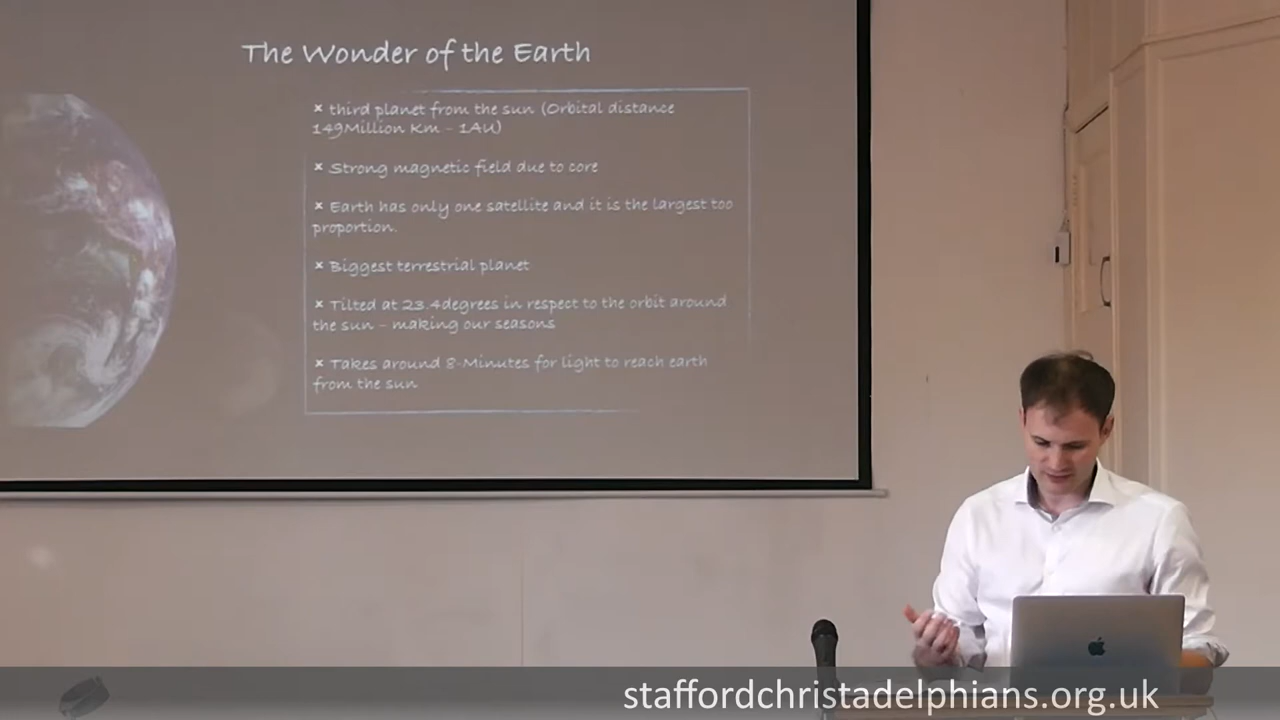 The Wonder of the Earth
× third planet from the sun (Orbital distance
149Million Km - 1AU)
× Strong magnetic field due to core
× Earth has only one satellite and it is the largest too
proportion.
× Biggest terrestrial planet
× Tilted at 23.4degrees in respect to the orbit around
the sun - making our seasons
× Takes around 8-Minutes for light to reach earth
from the sun
staffordchristadelphians.org.uk